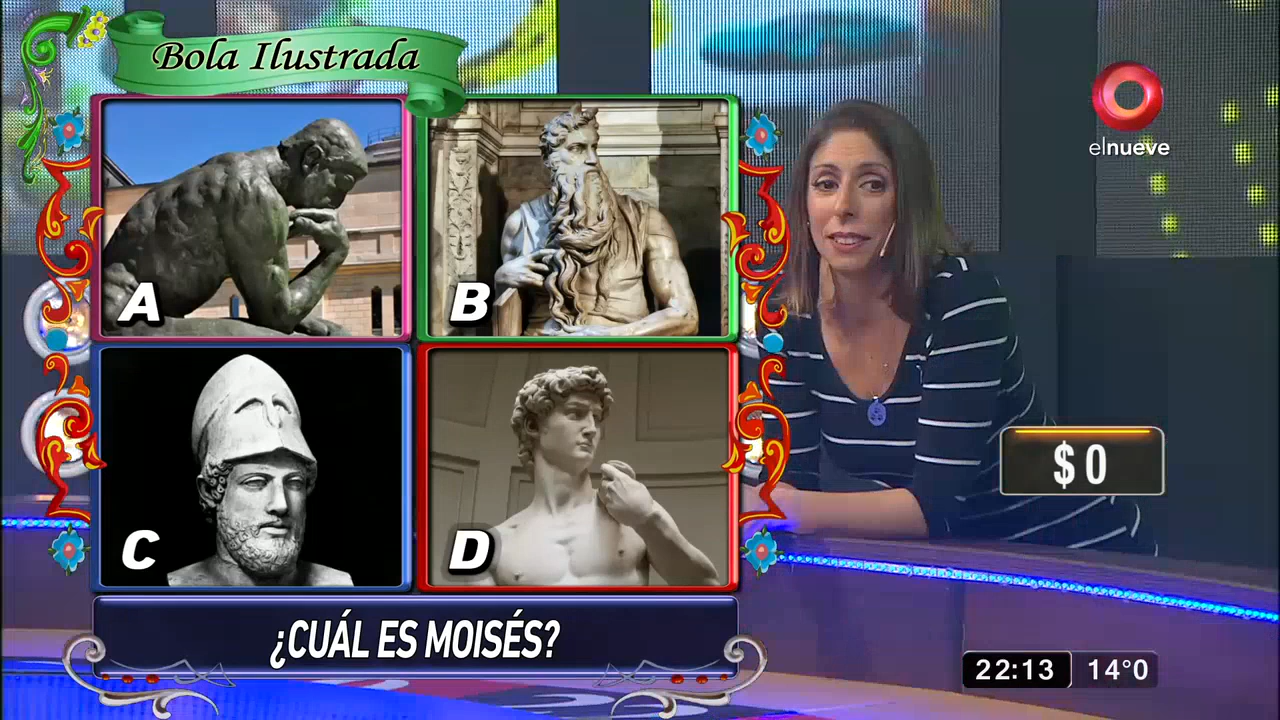 Bola Ilustrada
elnueve
A
B
C
D
$0
¿CUÁL ES MOISÉS?
22:13 14°0